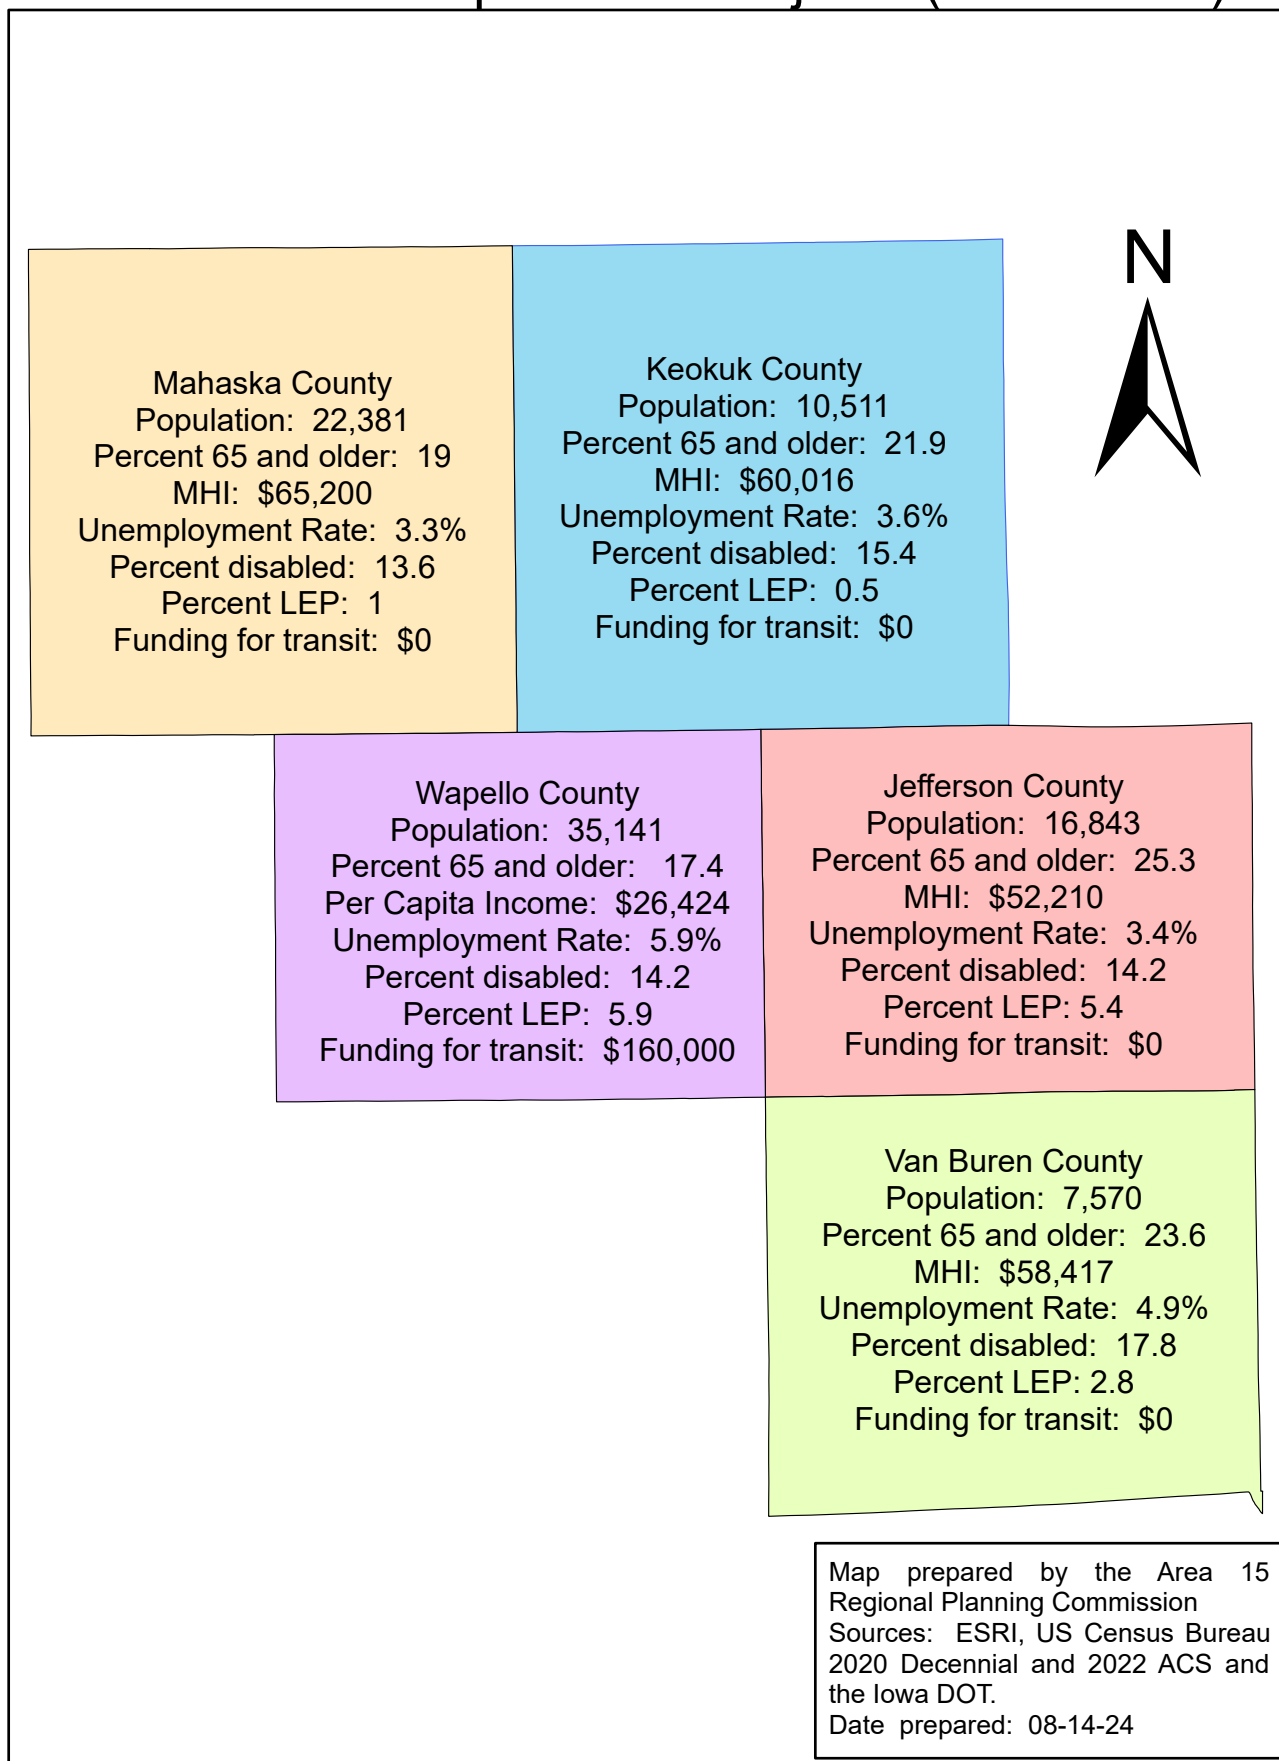 N
Mahaska County
Population: 22,381
Percent 65 and older: 19
MHI: $65,200
Unemployment Rate: 3.3%
Percent disabled: 13.6
Percent LEP: 1
Funding for transit: $0
Keokuk County
Population: 10,511
Percent 65 and older: 21.9
MHI: $60,016
Unemployment Rate: 3.6%
Percent disabled: 15.4
Percent LEP: 0.5
Funding for transit: $0
Wapello County
Population: 35,141
Percent 65 and older: 17.4
Per Capita Income: $26,424
Unemployment Rate: 5.9%
Percent disabled: 14.2
Percent LEP: 5.9
Funding for transit: $160,000
Jefferson County
Population: 16,843
Percent 65 and older: 25.3
MHI: $52,210
Unemployment Rate: 3.4%
Percent disabled: 14.2
Percent LEP: 5.4
Funding for transit: $0
Van Buren County
Population: 7,570
Percent 65 and older: 23.6
MHI: $58,417
Unemployment Rate: 4.9%
Percent disabled: 17.8
Percent LEP: 2.8
Funding for transit: $0
Map prepared by the Area 15
Regional Planning Commission
Sources: ESRI, US Census Bureau
2020 Decennial and 2022 ACS and
the Iowa DOT.
Date prepared: 08-14-24